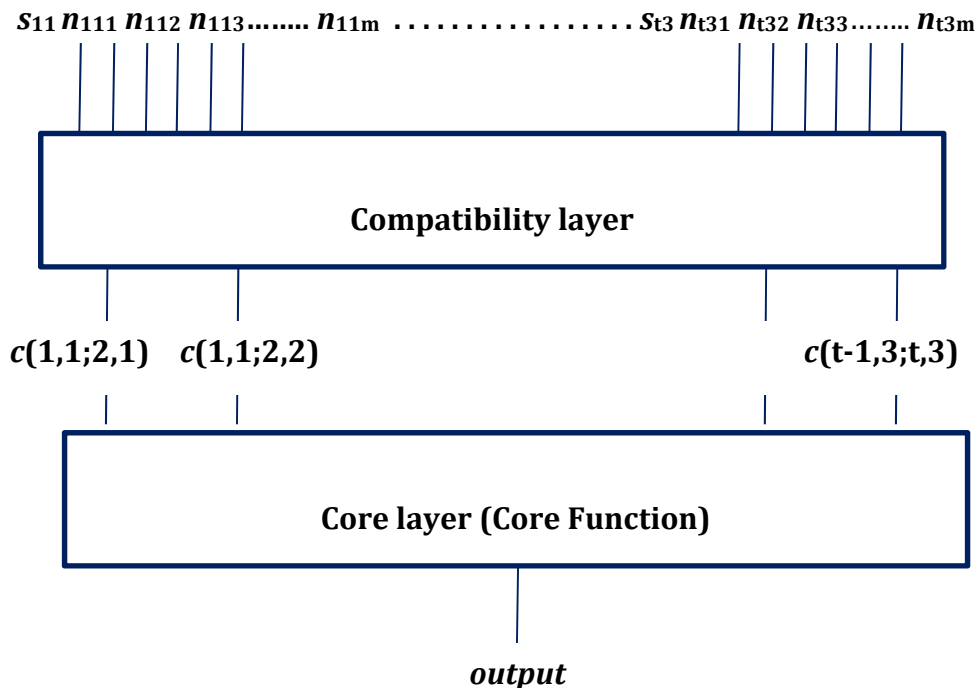 s₁₁ n₁₁₁ n₁₁₂ n₁₁₃........ n₁₁ₘ . . . . . . . . . . . . . . . . . sₜ₃ nₜ₃₁ nₜ₃₂ nₜ₃₃........ nₜ₃ₘ
Compatibility layer
c(1,1;2,1) c(1,1;2,2) c(t-1,3;t,3)
Core layer (Core Function)
output